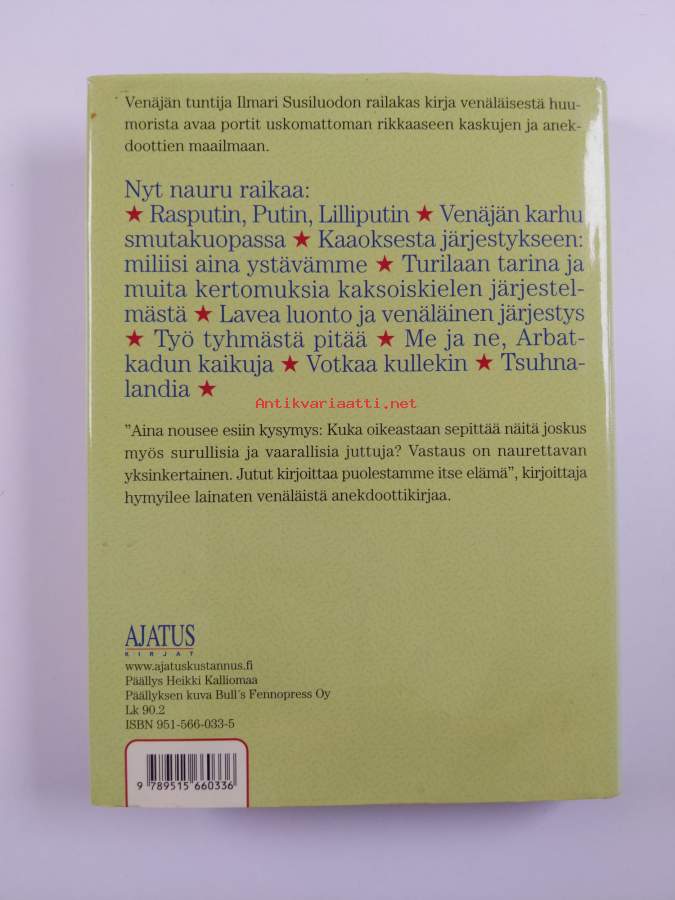 Venäjän tuntija Ilmari Susiluodon railakas kirja venäläisestä huu-
morista avaa portit uskomattoman rikkaaseen kaskujen ja anek-
doottien maailmaan.
Nyt nauru raikaa:
★ Rasputin, Putin, Lilliputin ★ Venäjän karhu
smutakuopassa ★ Kaaoksesta järjestykseen:
miliisi aina ystävämme ★ Turilaan tarina ja
muita kertomuksia kaksoiskielen järjestel-
mästä ★ Lavea luonto ja venäläinen järjestys
★ Työ tyhmästä pitää ★ Me ja ne, Arbat-
kadun kaikuja ★ Votkaa kullekin ★ Tsuhna-
landia ★
Antikvariaatti.net
”Aina nousee esiin kysymys: Kuka oikeastaan sepittää näitä joskus
myös surullisia ja vaarallisia juttuja? Vastaus on naurettavan
yksinkertainen. Jutut kirjoittaa puolestamme itse elämä”, kirjoittaja
hymyilee lainaten venäläistä anekdoottikirjaa.
AJATUS
KIRJAT
www.ajatuskustannus.fi
Päällys Heikki Kalliomaa
Päällyksen kuva Bull´s Fennopress Oy
Lk 90.2
ISBN 951-566-033-5
9 789515 660336